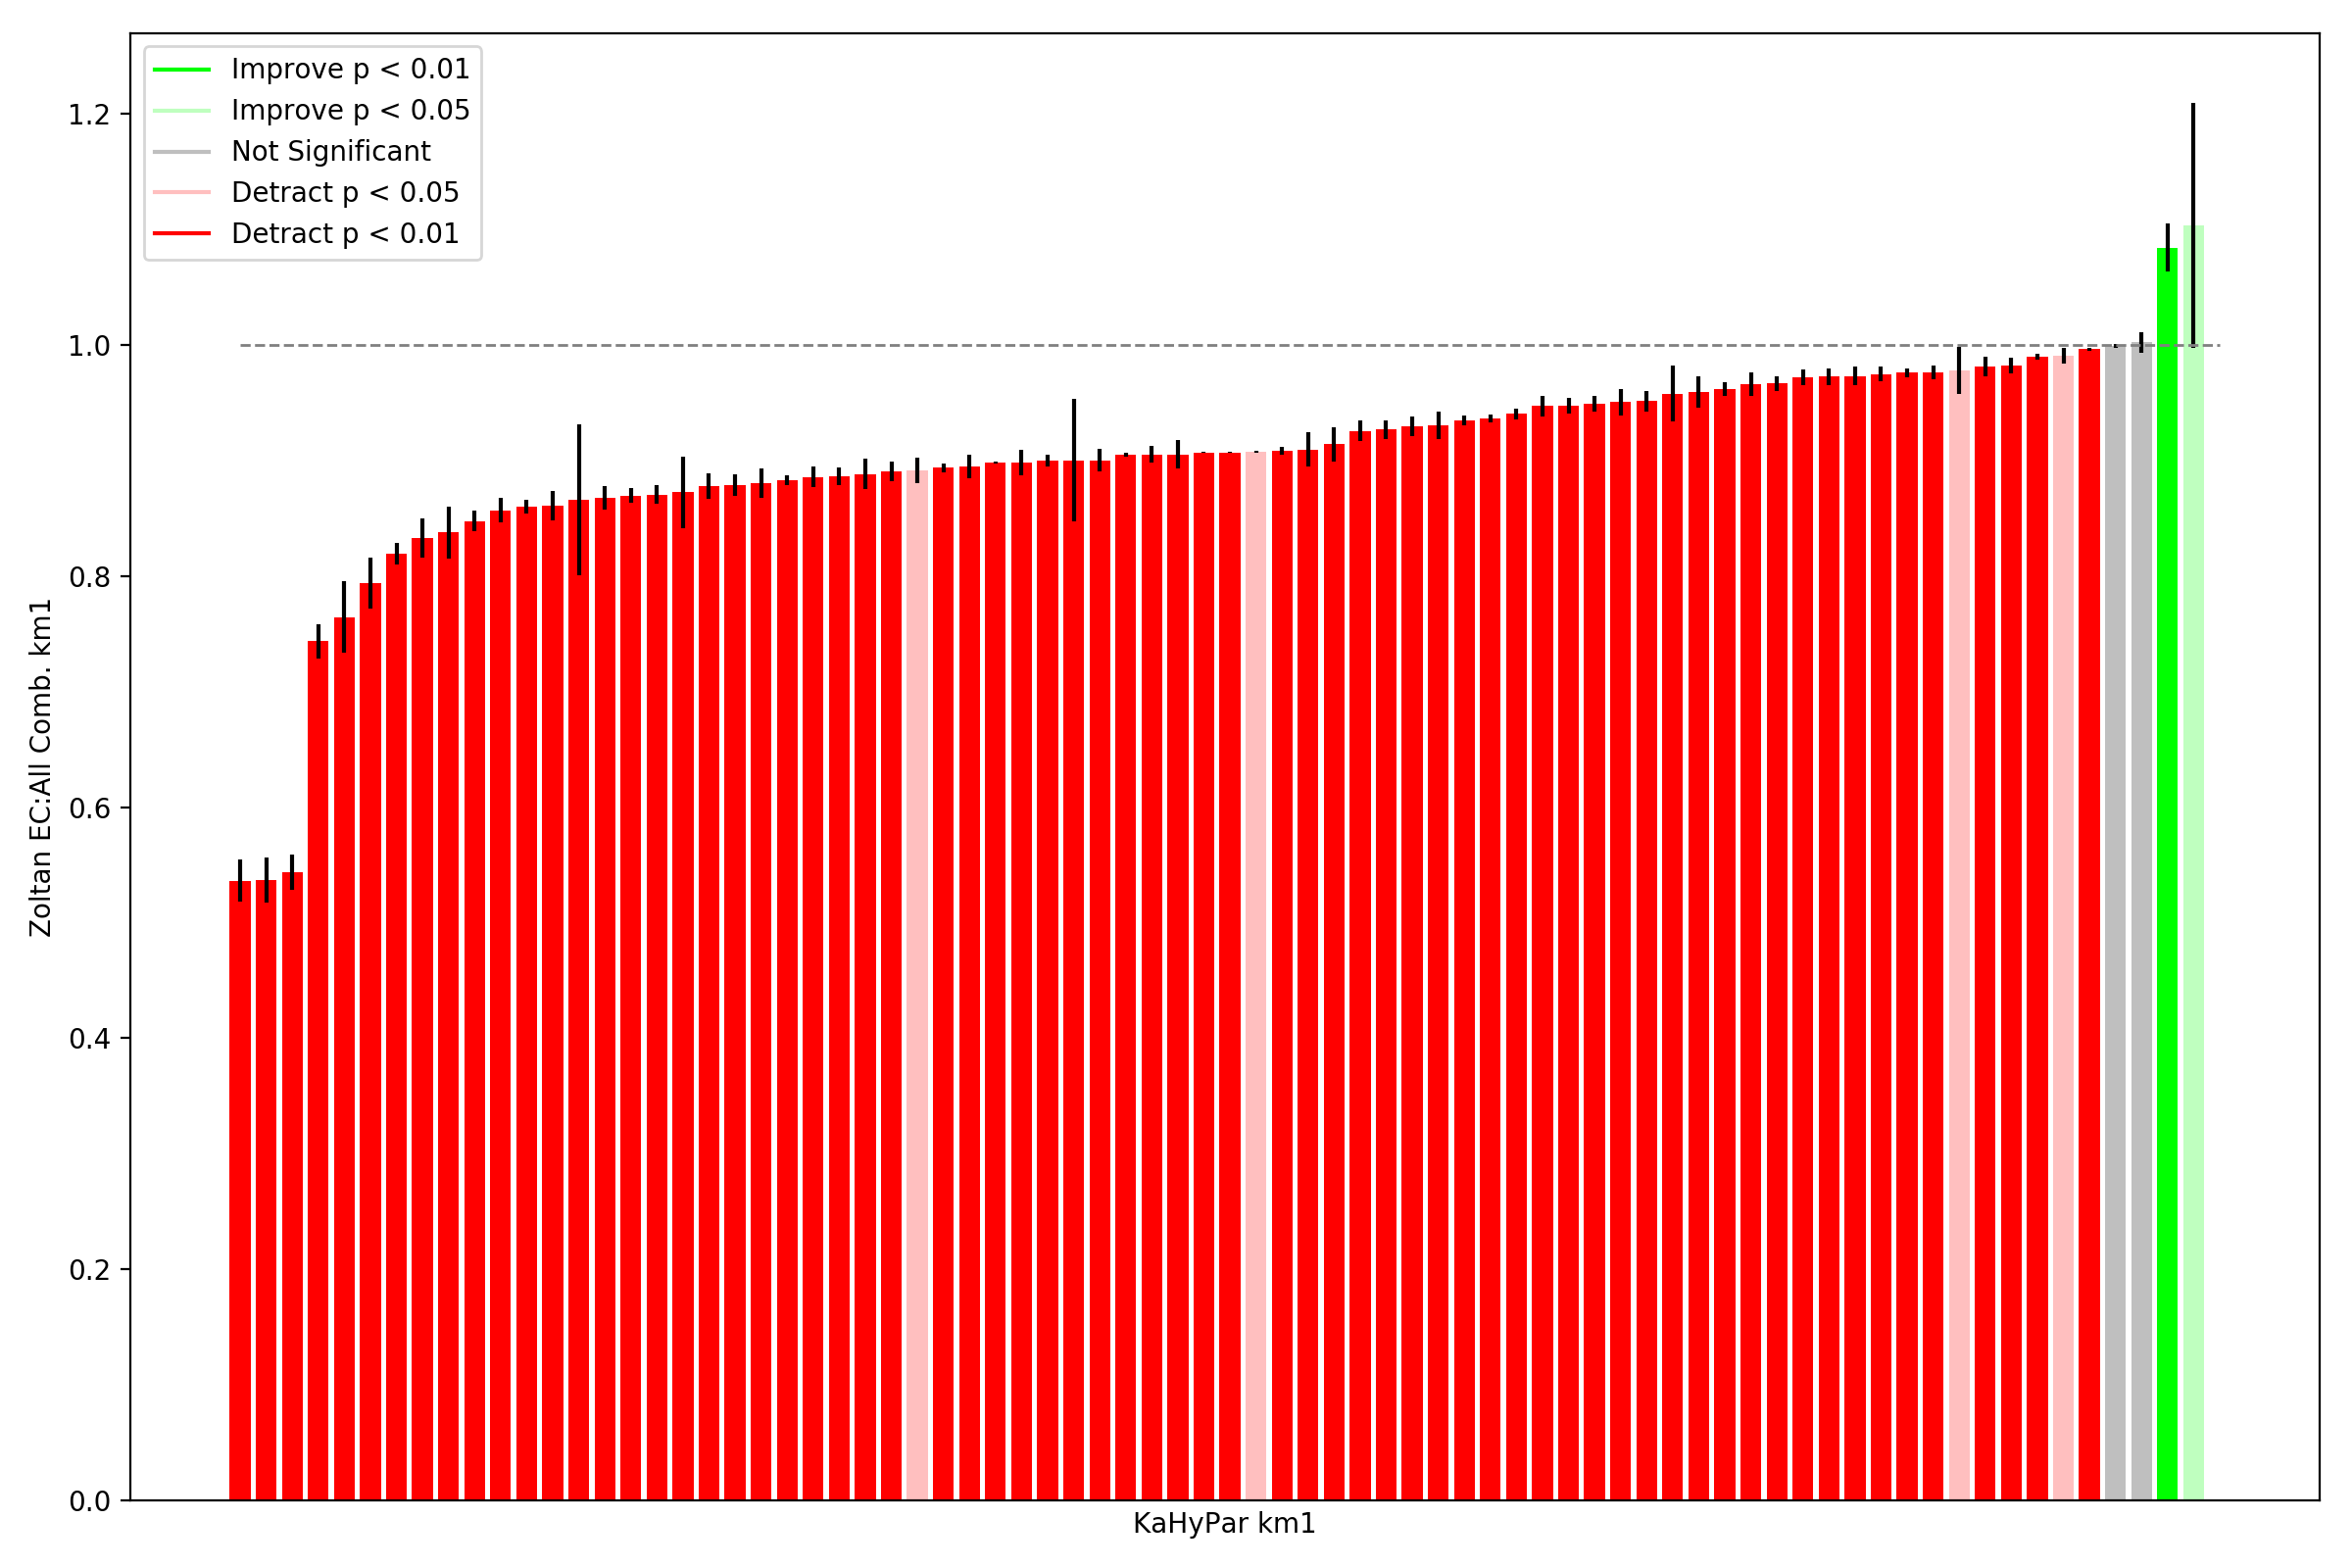 Improve p < 0.01
Improve p < 0.05
Not Significant
Detract p < 0.05
Detract p < 0.01
1.2
1.0
0.8
0.6
0.4
0.2
0.0
Zoltan EC:All Comb. km1
KaHyPar km1